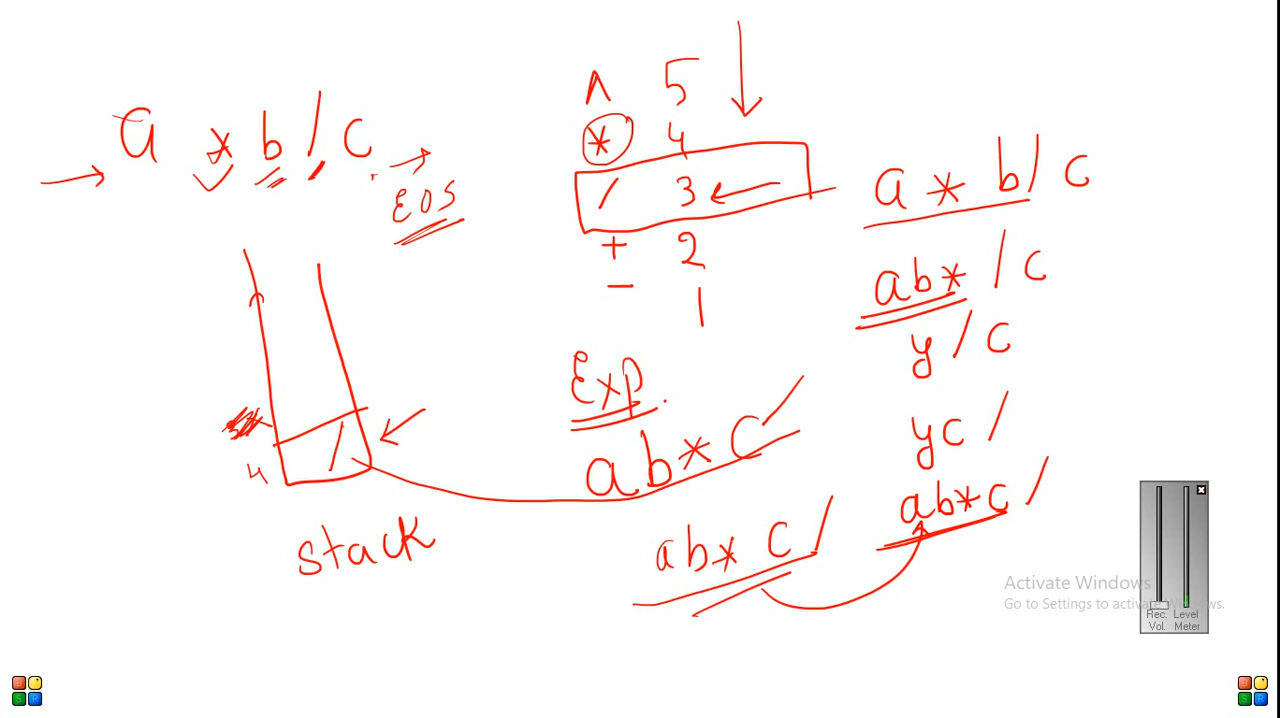 a * b / c
EOS
^ 5
* 4
/ 3
+ 2
- 1
a * b / c
ab* / c
y / c
yc /
ab*c /
Exp.
ab*c /
ab* c /
/
4
stack
Activate Windows
Go to Settings to activate Windows.
Rec. Vol.
Level Meter